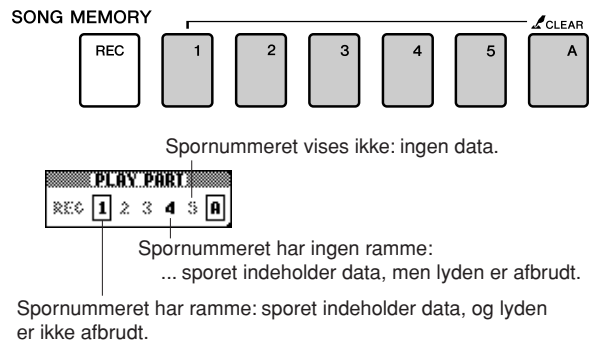 SONG MEMORY
CLEAR
REC 1 2 3 4 5 A
Spornummeret vises ikke: ingen data.
PLAY PART
REC 1 2 3 4 5 A
Spornummeret har ingen ramme:
... sporet indeholder data, men lyden er afbrudt.
Spornummeret har ramme: sporet indeholder data, og lyden
er ikke afbrudt.